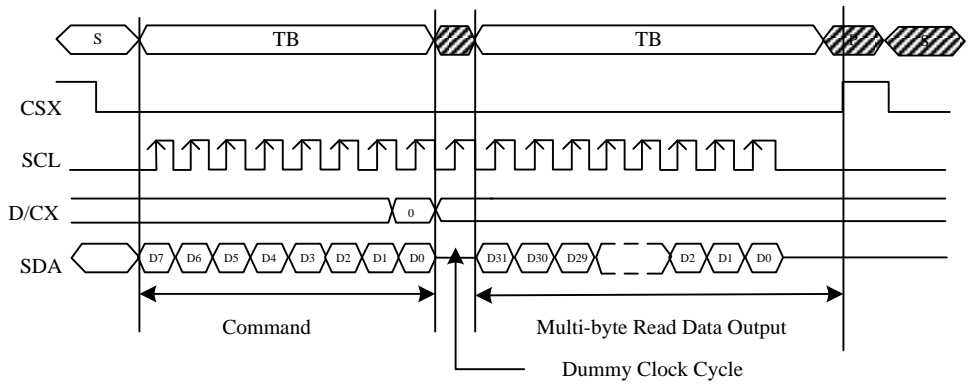 S TB TB
CSX
SCL
D/CX 0
SDA D7 D6 D5 D4 D3 D2 D1 D0 D31 D30 D29 D2 D1 D0
Command Multi-byte Read Data Output
Dummy Clock Cycle